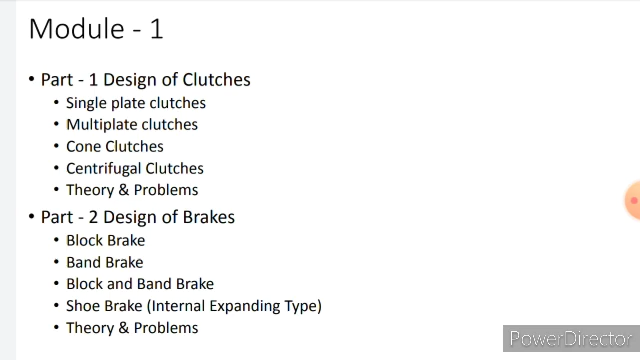 Module - 1
• Part - 1 Design of Clutches
• Single plate clutches
• Multiplate clutches
• Cone Clutches
• Centrifugal Clutches
• Theory & Problems
• Part - 2 Design of Brakes
• Block Brake
• Band Brake
• Block and Band Brake
• Shoe Brake (Internal Expanding Type)
• Theory & Problems
PowerDirector